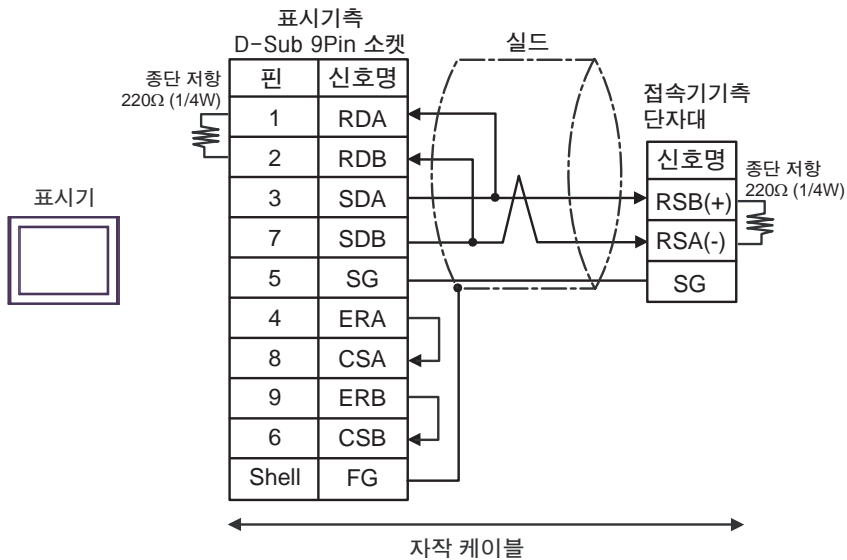 표시기측
D-Sub 9Pin 소켓
실드
종단 저항
220Ω (1/4W)
핀 신호명
1 RDA
2 RDB
3 SDA
7 SDB
5 SG
4 ERA
8 CSA
9 ERB
6 CSB
Shell FG
표시기
접속기기측
단자대
신호명
RSB(+)
RSA(-)
SG
종단 저항
220Ω (1/4W)
자작 케이블